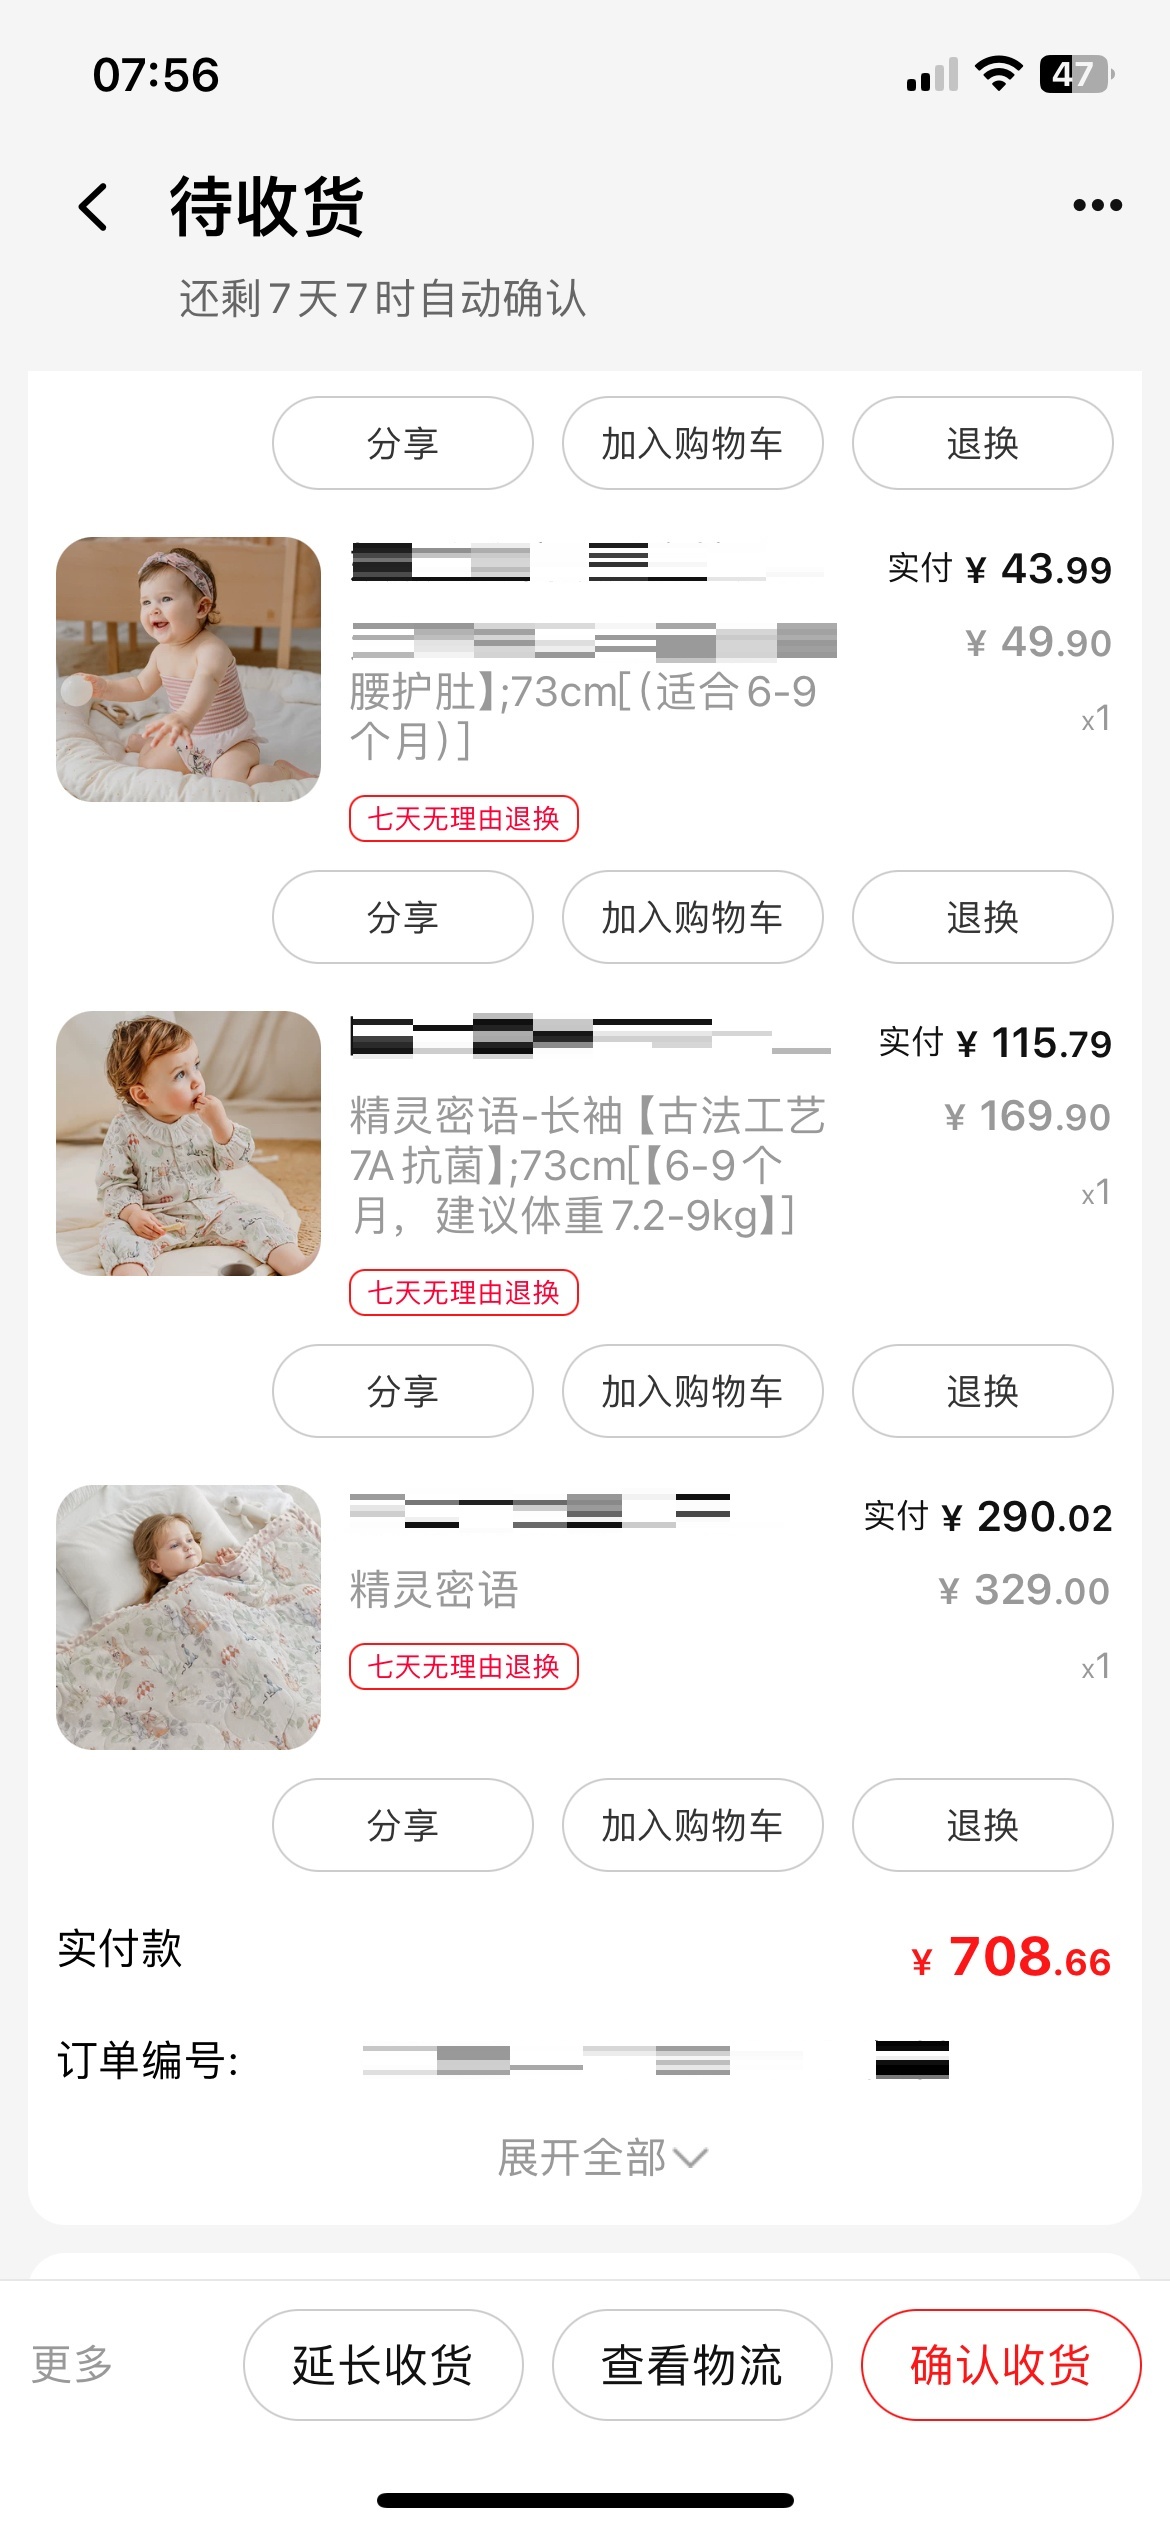 07:56
47
待收货
还剩7天7时自动确认
分享 加入购物车 退换
实付 ¥ 43.99
¥ 49.90
腰护肚】;73cm[(适合6-9
个月)]
x1
七天无理由退换
分享 加入购物车 退换
实付 ¥ 115.79
精灵密语-长袖【古法工艺
¥ 169.90
7A抗菌】;73cm[【6-9个
x1
月，建议体重7.2-9kg】]
七天无理由退换
分享 加入购物车 退换
实付 ¥ 290.02
精灵密语
¥ 329.00
七天无理由退换
x1
分享 加入购物车 退换
实付款 ¥ 708.66
订单编号:
展开全部
更多 延长收货 查看物流 确认收货